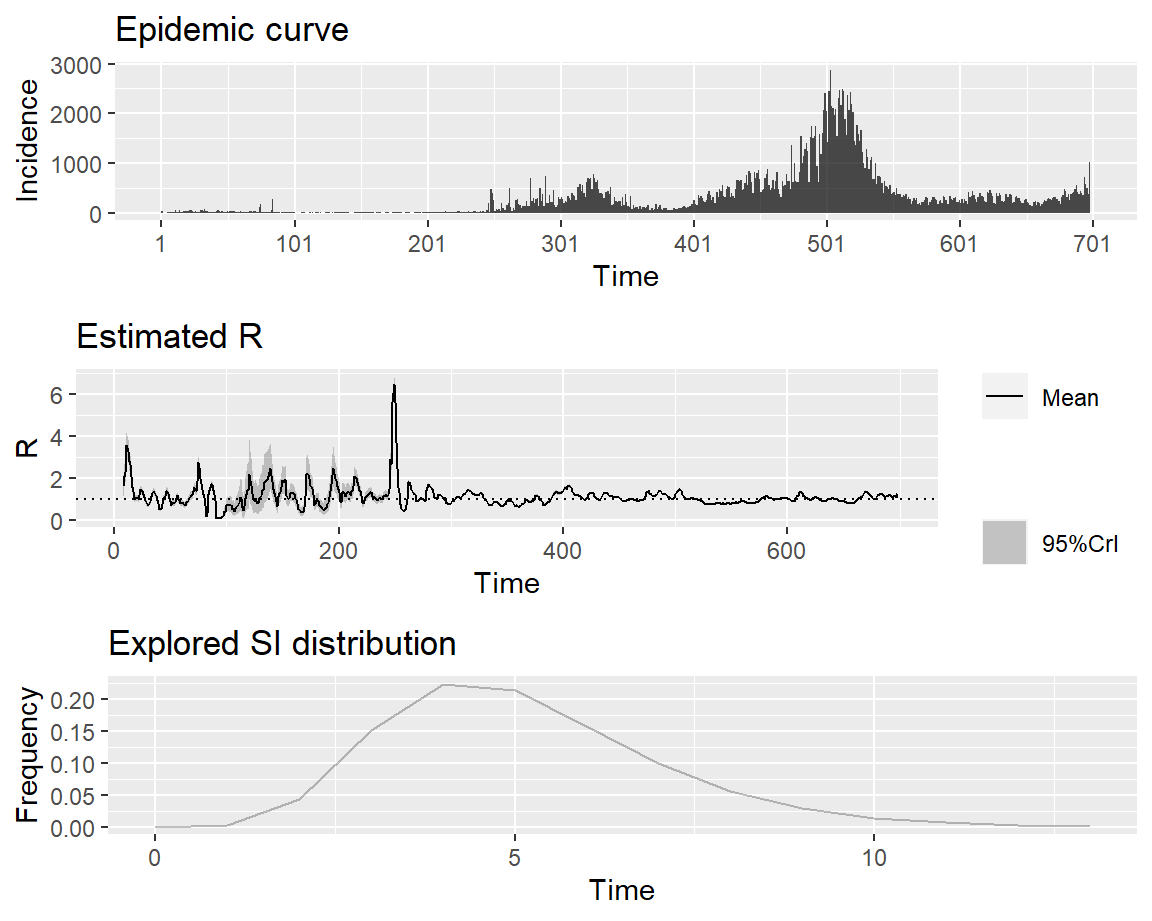 Epidemic curve
3000
2000
1000
0
Incidence
1 101 201 301 401 501 601 701
Time
Estimated R
6
4
2
0
R
0 200 400 600
Time
Mean
95%CrI
Explored SI distribution
0.20
0.15
0.10
0.05
0.00
Frequency
0 5 10
Time